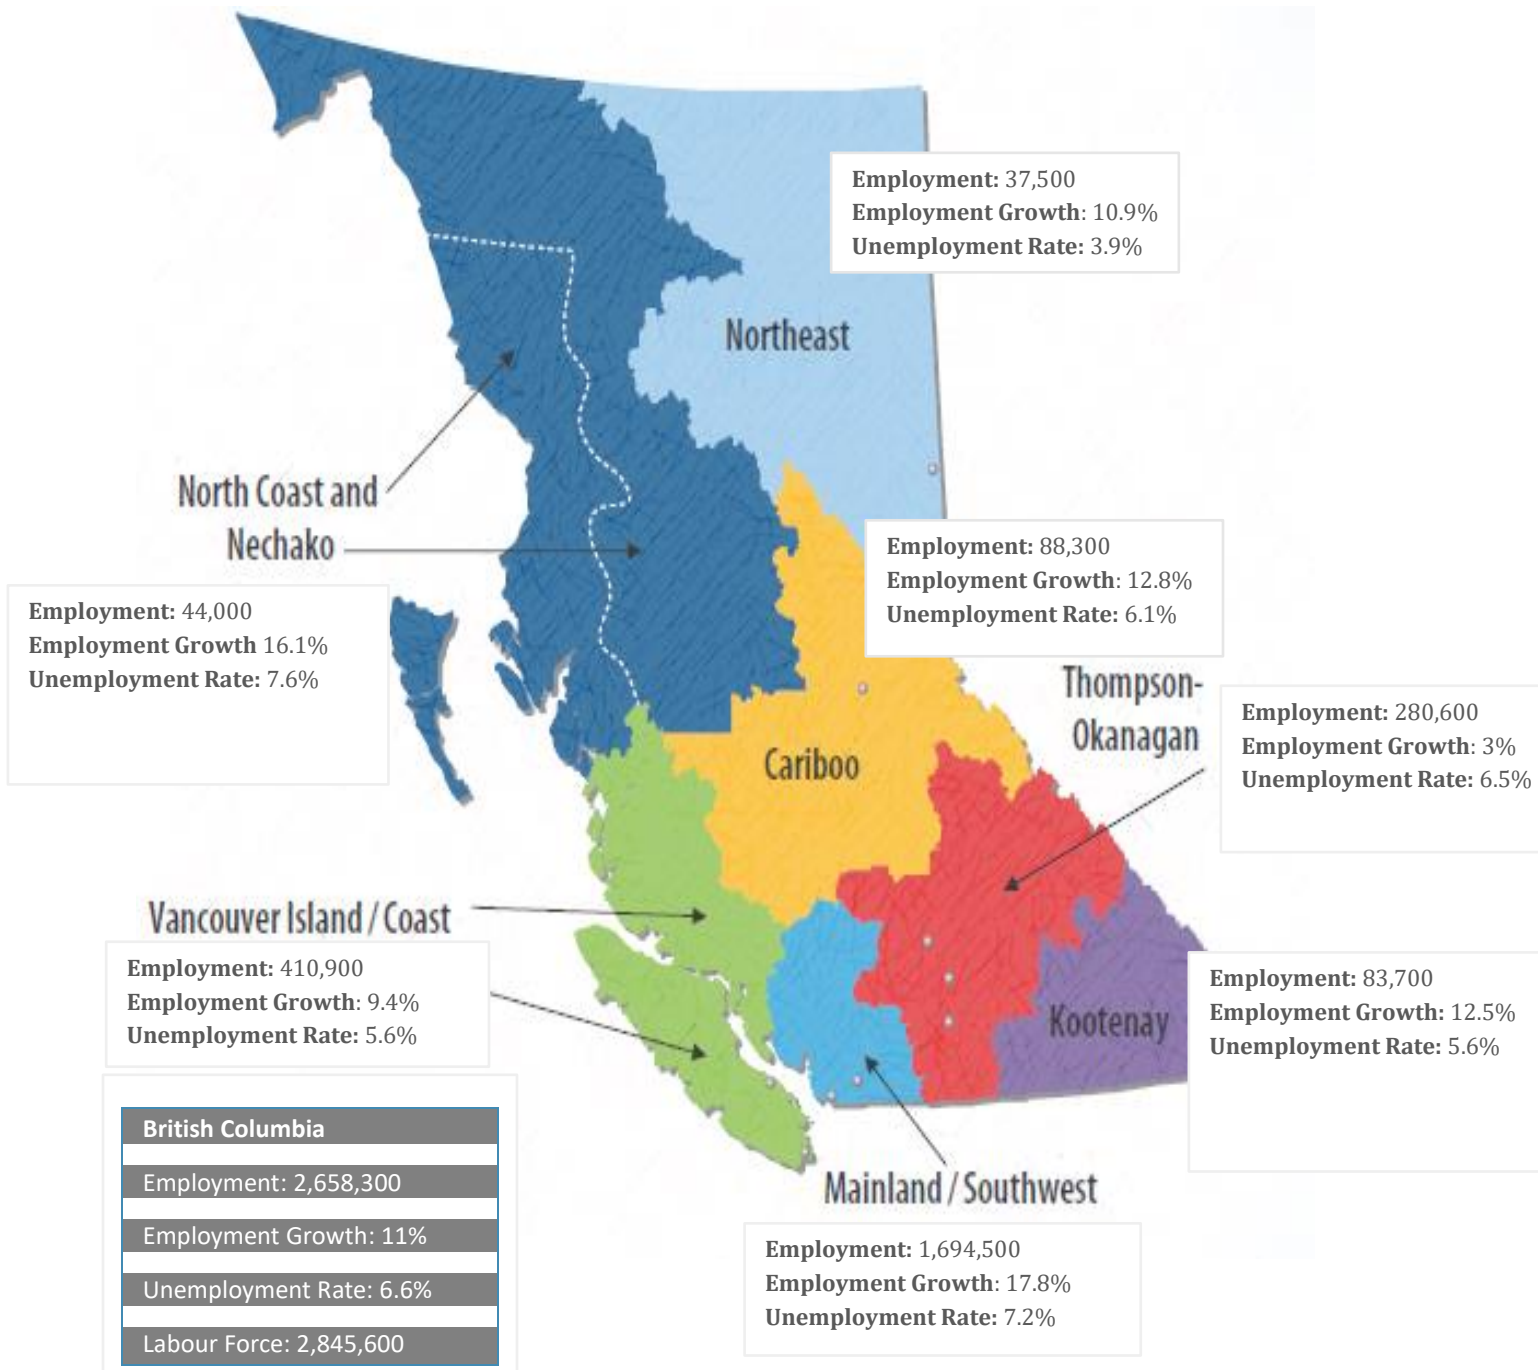 Employment: 37,500
Employment Growth: 10.9%
Unemployment Rate: 3.9%
Northeast
North Coast and
Nechako
Employment: 44,000
Employment Growth 16.1%
Unemployment Rate: 7.6%
Employment: 88,300
Employment Growth: 12.8%
Unemployment Rate: 6.1%
Cariboo
Thompson-
Okanagan
Employment: 280,600
Employment Growth: 3%
Unemployment Rate: 6.5%
Vancouver Island / Coast
Employment: 410,900
Employment Growth: 9.4%
Unemployment Rate: 5.6%
Kootenay
Employment: 83,700
Employment Growth: 12.5%
Unemployment Rate: 5.6%
Mainland / Southwest
Employment: 1,694,500
Employment Growth: 17.8%
Unemployment Rate: 7.2%
British Columbia
Employment: 2,658,300
Employment Growth: 11%
Unemployment Rate: 6.6%
Labour Force: 2,845,600